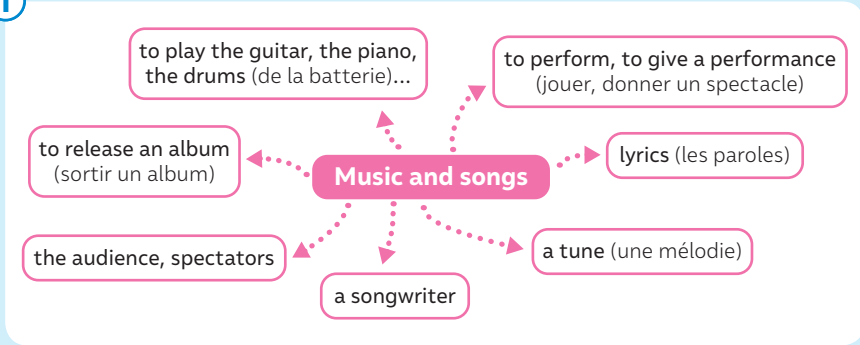 1
to play the guitar, the piano,
the drums (de la batterie)...
to perform, to give a performance
(jouer, donner un spectacle)
to release an album
(sortir un album)
lyrics (les paroles)
Music and songs
the audience, spectators
a tune (une mélodie)
a songwriter